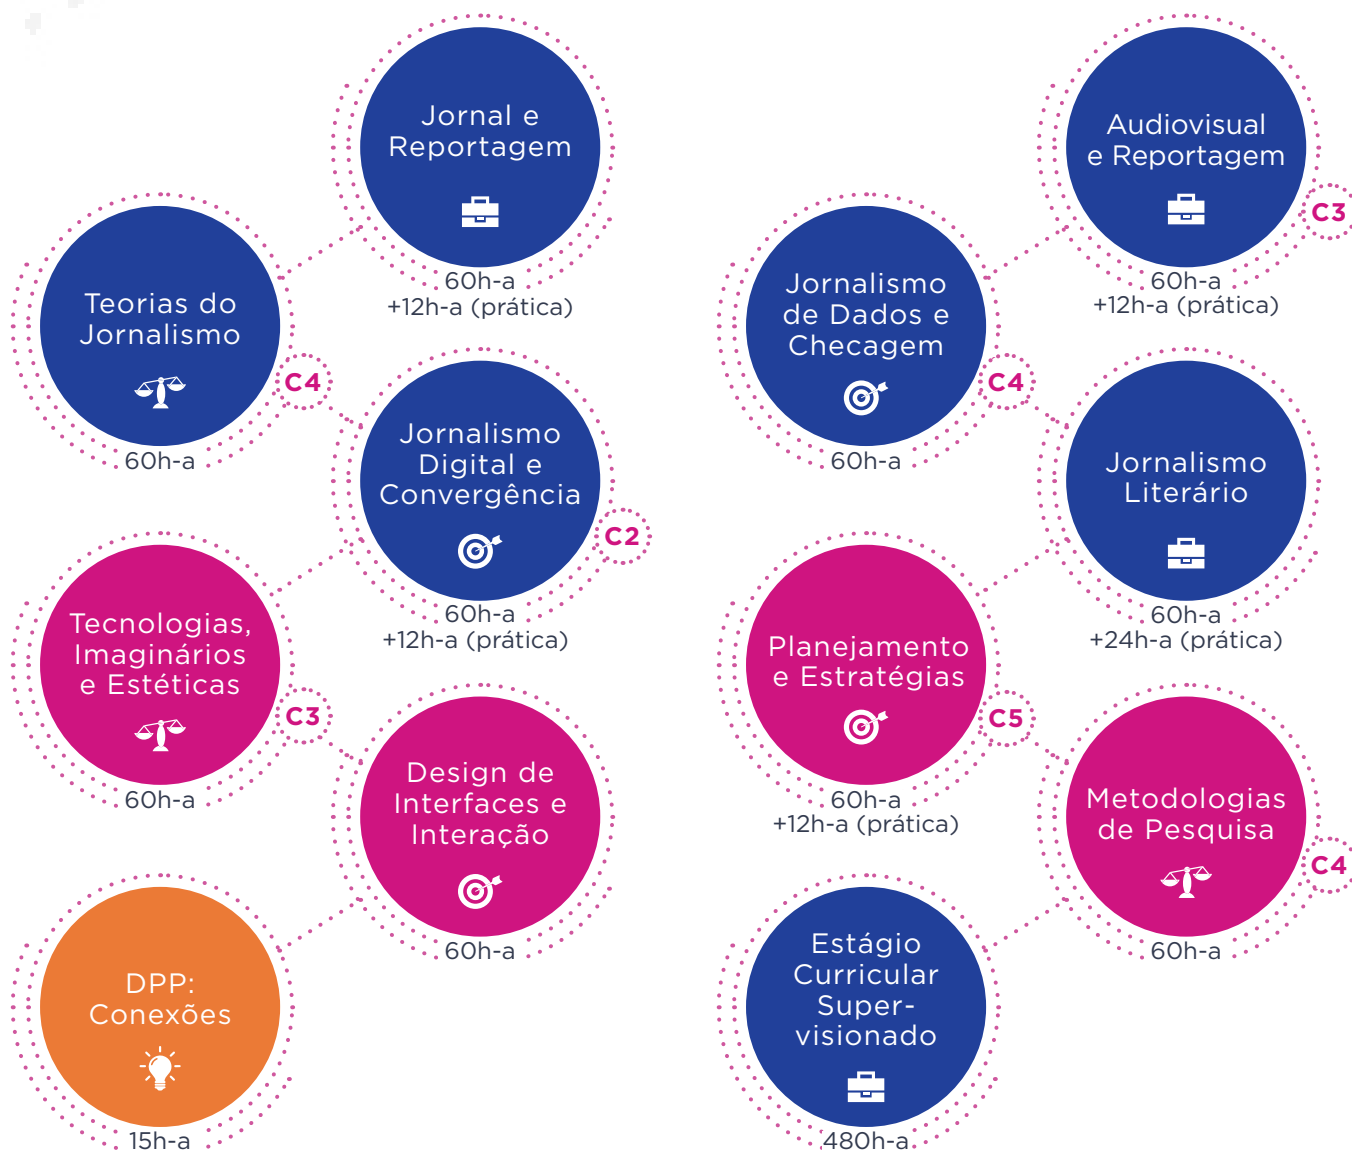 Jornal e
Reportagem
60h-a
+12h-a (prática)
Teorias do
Jornalismo
C4
60h-a
Jornalismo
Digital e
Convergência
C2
60h-a
+12h-a (prática)
Tecnologias,
Imaginários
e Estéticas
C3
60h-a
Design de
Interfaces e
Interação
60h-a
DPP:
Conexões
15h-a
Audiovisual
e Reportagem
C3
60h-a
+12h-a (prática)
Jornalismo
de Dados e
Checagem
C4
60h-a
Jornalismo
Literário
60h-a
+24h-a (prática)
Planejamento
e Estratégias
C5
60h-a
+12h-a (prática)
Metodologias
de Pesquisa
C4
60h-a
Estágio
Curricular
Super-
visionado
480h-a